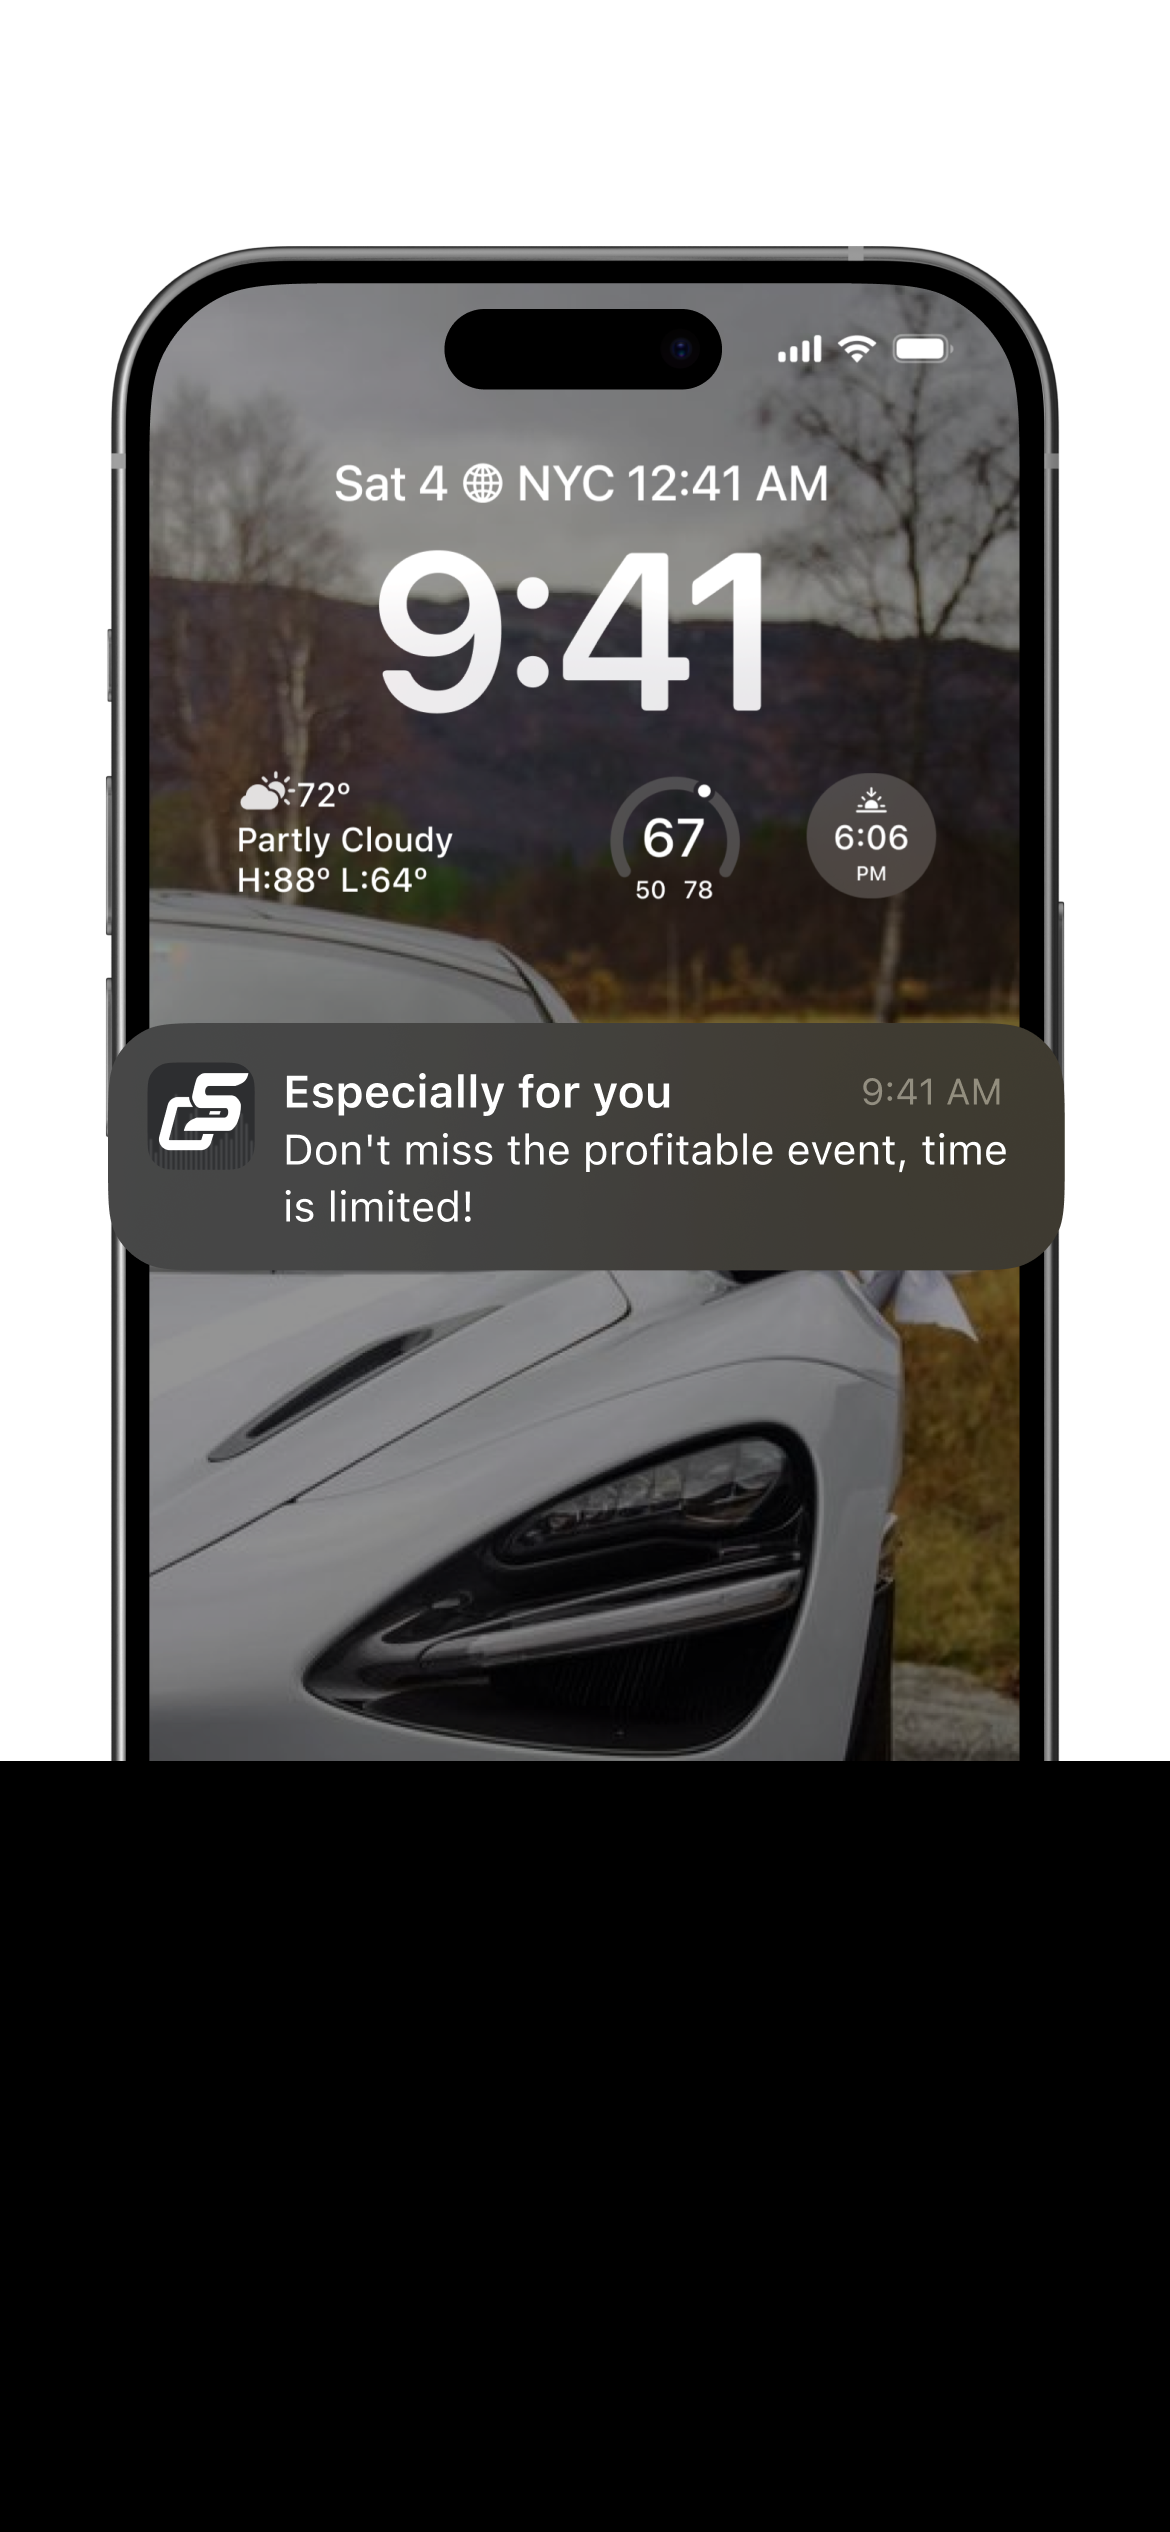 Sat 4 NYC 12:41 AM
9:41
72°
Partly Cloudy
H:88° L:64°
67
50 78
6:06
PM
Especially for you
9:41 AM
Don't miss the profitable event, time
is limited!